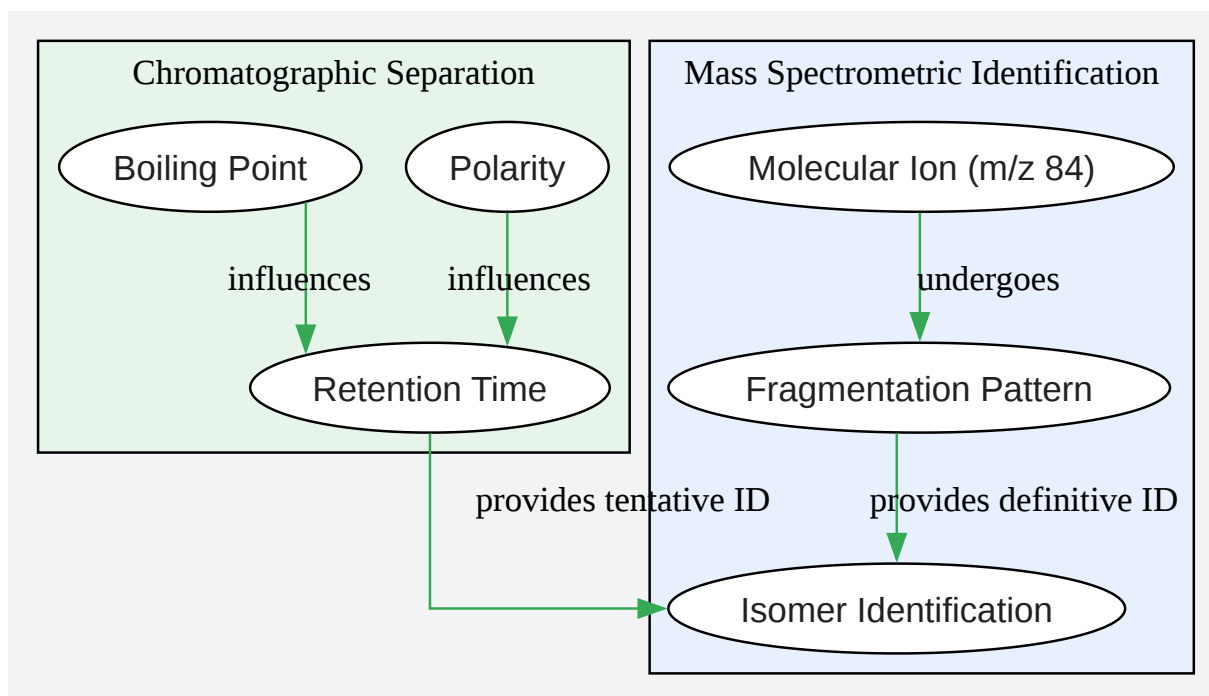 Chromatographic Separation
Mass Spectrometric Identification
Boiling Point
Polarity
Molecular Ion (m/z 84)
influences
influences
undergoes
Retention Time
Fragmentation Pattern
provides tentative ID
provides definitive ID
Isomer Identification